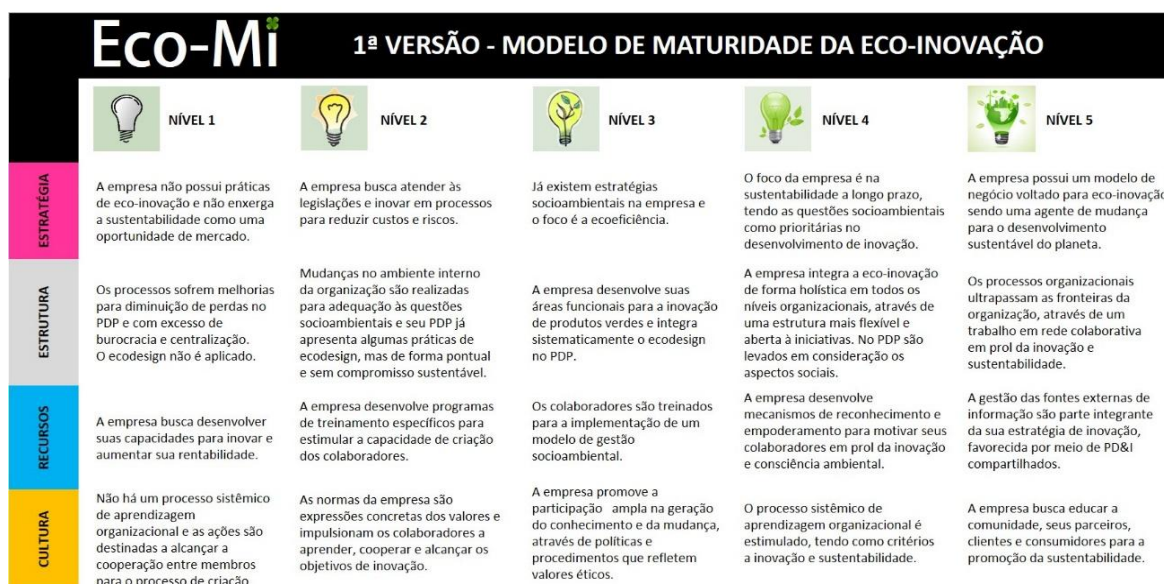 Eco-Mi 1ª VERSÃO - MODELO DE MATURIDADE DA ECO-INOVAÇÃO
NÍVEL 1
NÍVEL 2
NÍVEL 3
NÍVEL 4
NÍVEL 5
ESTRATÉGIA
A empresa não possui práticas
de eco-inovação e não enxerga
a sustentabilidade como uma
oportunidade de mercado.
A empresa busca atender às
legislações e inovar em processos
para reduzir custos e riscos.
Já existem estratégias
socioambientais na empresa e
o foco é a ecoeficiência.
O foco da empresa é na
sustentabilidade a longo prazo,
tendo as questões socioambientais
como prioritárias no
desenvolvimento de inovação.
A empresa possui um modelo de
negócio voltado para eco-inovação
sendo uma agente de mudança
para o desenvolvimento
sustentável do planeta.
ESTRUTURA
Os processos sofrem melhorias
para diminuição de perdas no
PDP e com excesso de
burocracia e centralização.
O ecodesign não é aplicado.
Mudanças no ambiente interno
da organização são realizadas
para adequação às questões
socioambientais e seu PDP já
apresenta algumas práticas de
ecodesign, mas de forma pontual
e sem compromisso sustentável.
A empresa desenvolve suas
áreas funcionais para a inovação
de produtos verdes e integra
sistematicamente o ecodesign
no PDP.
A empresa integra a eco-inovação
de forma holística em todos os
níveis organizacionais, através de
uma estrutura mais flexível e
aberta à iniciativas. No PDP são
levados em consideração os
aspectos sociais.
Os processos organizacionais
ultrapassam as fronteiras da
organização, através de um
trabalho em rede colaborativa
em prol da inovação e
sustentabilidade.
RECURSOS
A empresa busca desenvolver
suas capacidades para inovar e
aumentar sua rentabilidade.
A empresa desenvolve programas
de treinamento específicos para
estimular a capacidade de criação
dos colaboradores.
Os colaboradores são treinados
para a implementação de um
modelo de gestão
socioambiental.
A empresa desenvolve
mecanismos de reconhecimento e
empoderamento para motivar seus
colaboradores em prol da inovação
e consciência ambiental.
A gestão das fontes externas de
informação são parte integrante
da sua estratégia de inovação,
favorecida por meio de PD&I
compartilhados.
CULTURA
Não há um processo sistêmico
de aprendizagem
organizacional e as ações são
destinadas a alcançar a
cooperação entre membros
para o processo de criação
As normas da empresa são
expressões concretas dos valores e
impulsionam os colaboradores a
aprender, cooperar e alcançar os
objetivos de inovação.
A empresa promove a
participação ampla na geração
do conhecimento e da mudança,
através de políticas e
procedimentos que refletem
valores éticos.
O processo sistêmico de
aprendizagem organizacional é
estimulado, tendo como critérios
a inovação e sustentabilidade.
A empresa busca educar a
comunidade, seus parceiros,
clientes e consumidores para a
promoção da sustentabilidade.